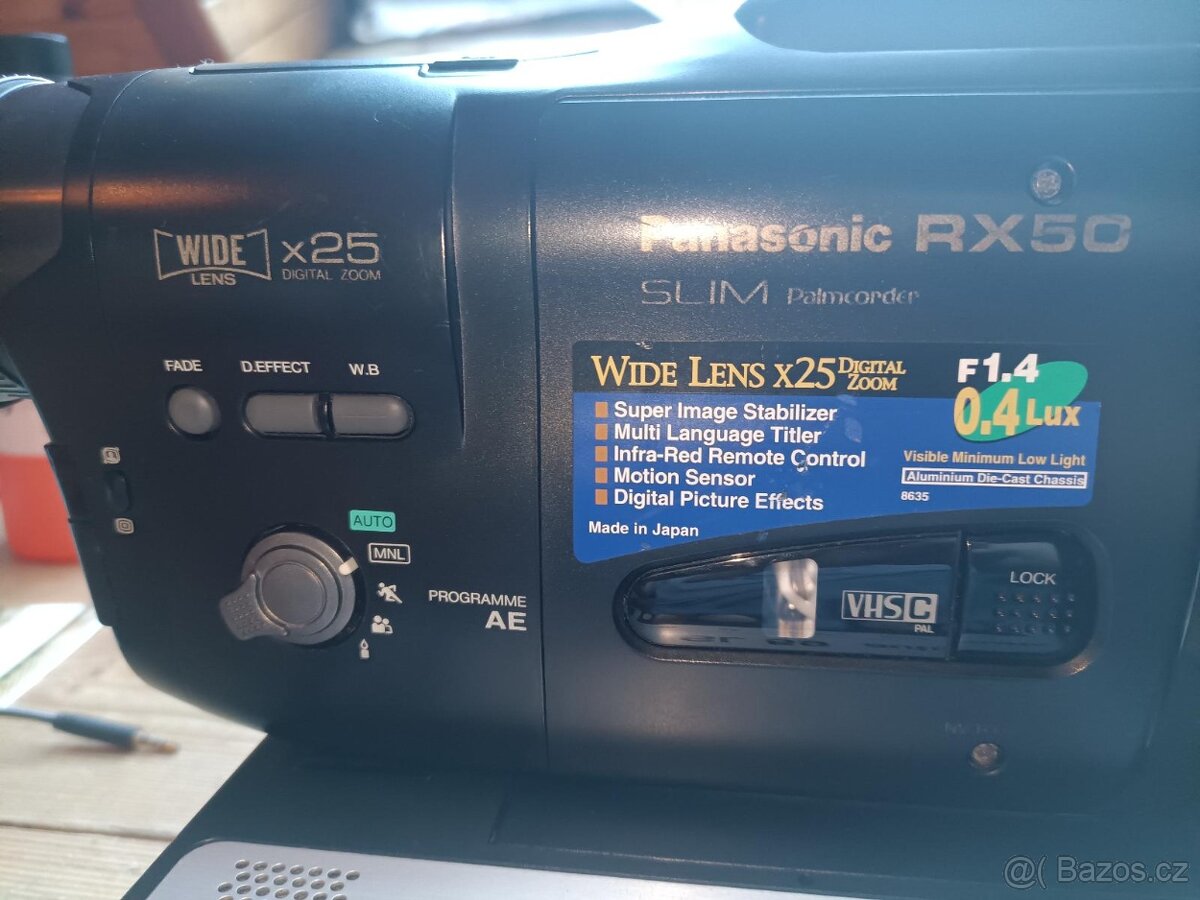 WIDE
LENS
x25
DIGITAL ZOOM
Panasonic RX50
SLIM Palmcorder
FADE
D.EFFECT
W.B
WIDE LENS X25 DIGITAL ZOOM
F1.4
0.4 Lux
Super Image Stabilizer
Multi Language Titler
Infra-Red Remote Control
Motion Sensor
Digital Picture Effects
Visible Minimum Low Light
Aluminium Die-Cast Chassis
8635
Made in Japan
AUTO
MNL
PROGRAMME
AE
VHS C
PAL
LOCK
@( Bazos.cz